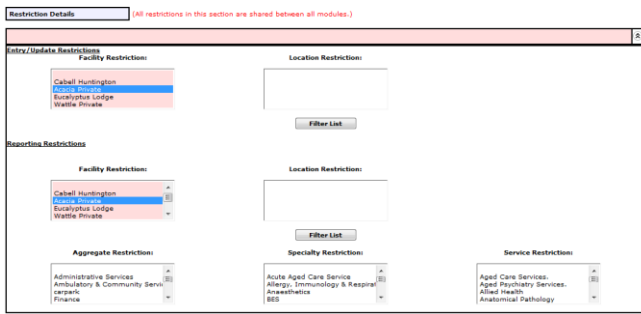 Restriction Details (All restrictions in this section are shared between all modules.)
Entry/Update Restrictions
Facility Restriction: Location Restriction:
Cabell Huntington
Acacia Private
Eucalyptus Lodge
Wattle Private
Filter List
Reporting Restrictions
Facility Restriction: Location Restriction:
Cabell Huntington
Acacia Private
Eucalyptus Lodge
Wattle Private
Filter List
Aggregate Restriction: Specialty Restriction: Service Restriction:
Administrative Services Acute Aged Care Service Aged Care Services.
Ambulatory & Community Servi Allergy, Immunology & Respirat Aged Psychiatry Services.
carpark Anaesthetics Allied Health
Finance BES Anatomical Pathology